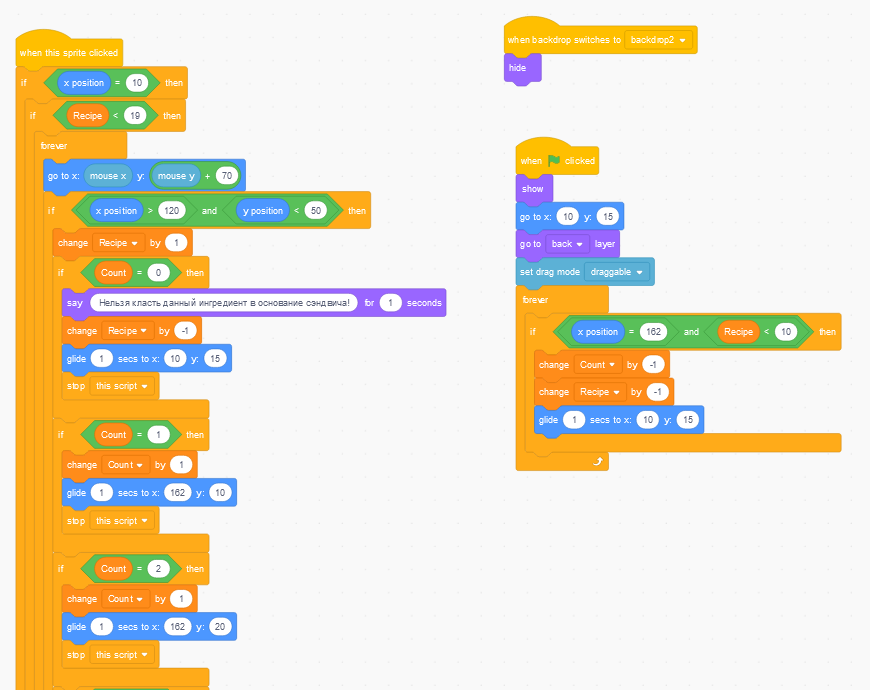 when this sprite clicked
if x position = 10 then
if Recipe < 19 then
forever
go to x: mouse x y: mouse y + 70
if x position > 120 and y position < 50 then
change Recipe by 1
if Count = 0 then
say Нельзя класть данный ингредиент в основание сэндвича! for 1 seconds
change Recipe by -1
glide 1 secs to x: 10 y: 15
stop this script
if Count = 1 then
change Count by 1
glide 1 secs to x: 162 y: 10
stop this script
if Count = 2 then
change Count by 1
glide 1 secs to x: 162 y: 20
stop this script
when backdrop switches to backdrop2
hide
when clicked
show
go to x: 10 y: 15
go to back layer
set drag mode draggable
forever
if x position = 162 and Recipe < 10 then
change Count by -1
change Recipe by -1
glide 1 secs to x: 10 y: 15